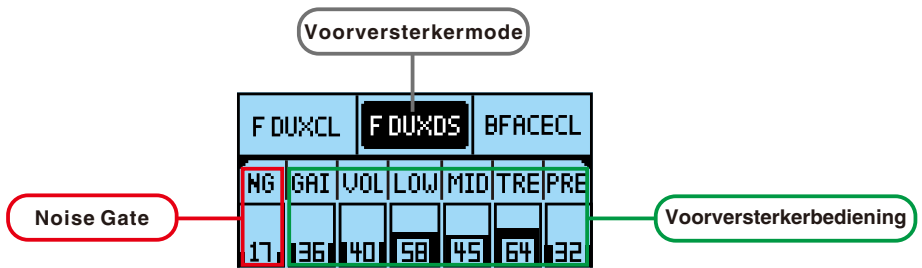 Voorversterkermode
F DUXCL F DUXDS BFACECL
NG GAI VOL LOW MID TRE PRE
Noise Gate
Voorversterkerbediening
17 36 40 58 45 64 32